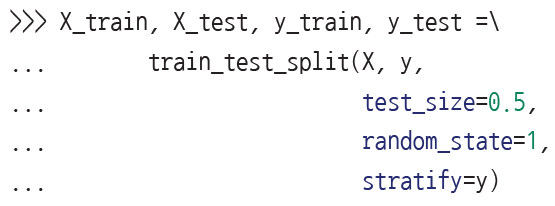 >>> X_train, X_test, y_train, y_test =\
...        train_test_split(X, y,
...                         test_size=0.5,
...                         random_state=1,
...                         stratify=y)